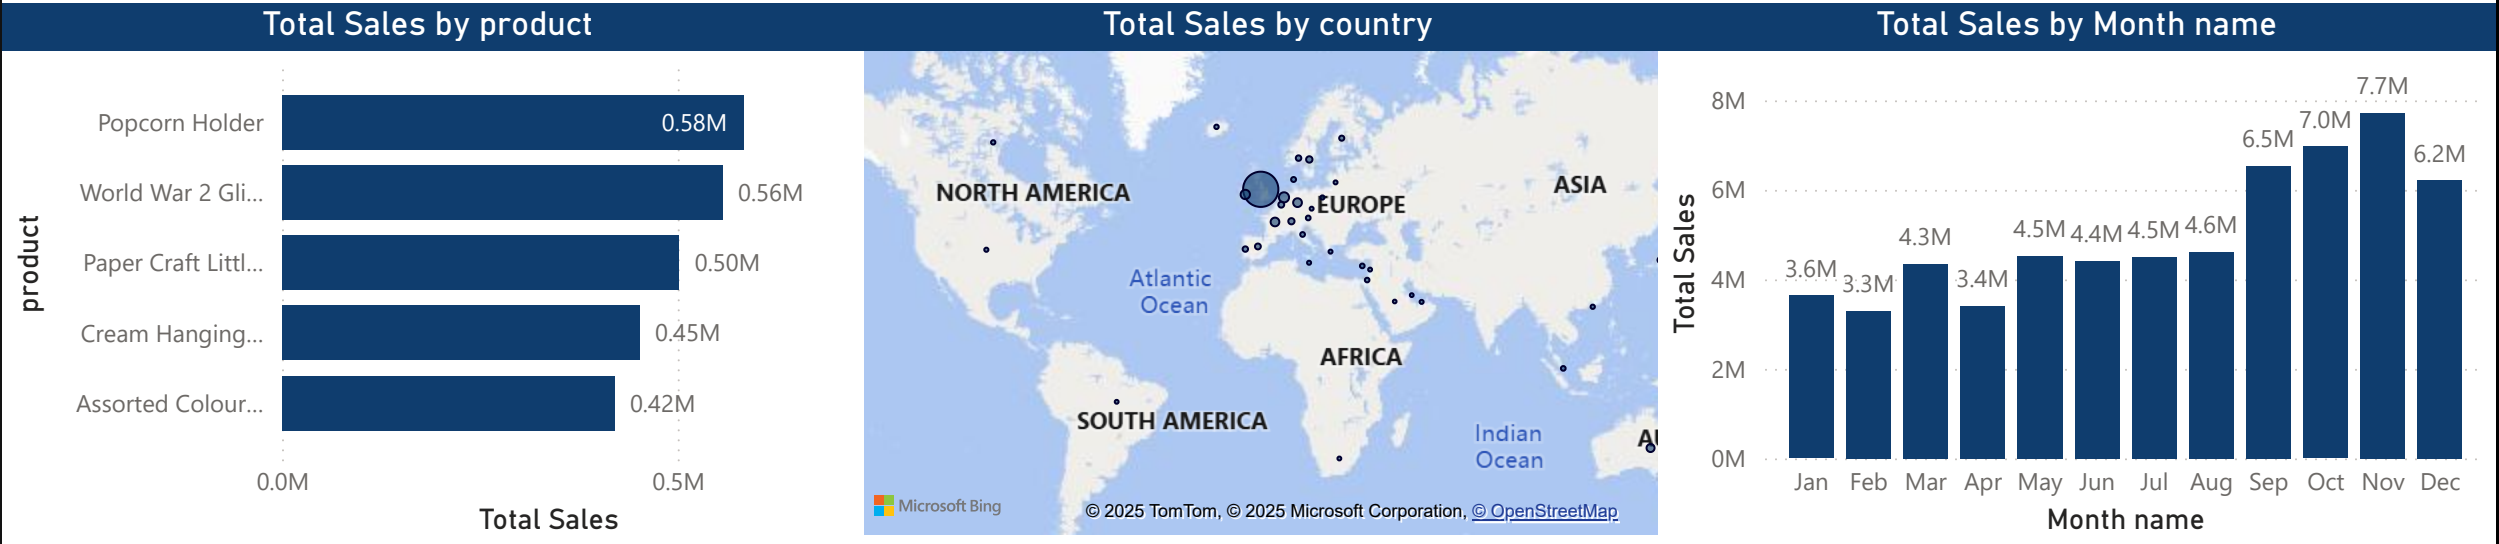 Total Sales by product
Total Sales by country
Total Sales by Month name
product
Popcorn Holder
0.58M
World War 2 Gli...
0.56M
Paper Craft Littl...
0.50M
Cream Hanging...
0.45M
Assorted Colour...
0.42M
0.0M
0.5M
Total Sales
NORTH AMERICA
EUROPE
ASIA
Atlantic
Ocean
AFRICA
SOUTH AMERICA
Indian
Ocean
AU
Microsoft Bing
© 2025 TomTom, © 2025 Microsoft Corporation, © OpenStreetMap
Total Sales
8M
6M
4M
2M
0M
3.6M
3.3M
4.3M
3.4M
4.5M
4.4M
4.5M
4.6M
6.5M
7.0M
7.7M
6.2M
Jan Feb Mar Apr May Jun Jul Aug Sep Oct Nov Dec
Month name